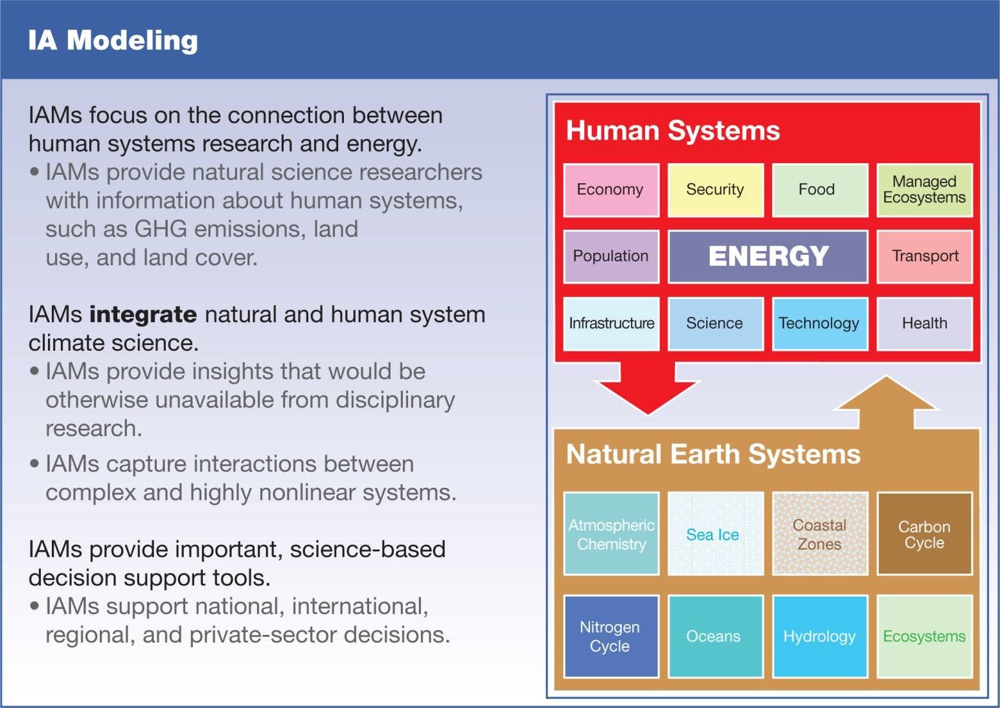 IA Modeling
IAMs focus on the connection between
human systems research and energy.
• IAMs provide natural science researchers
with information about human systems,
such as GHG emissions, land
use, and land cover.
IAMs integrate natural and human system
climate science.
• IAMs provide insights that would be
otherwise unavailable from disciplinary
research.
• IAMs capture interactions between
complex and highly nonlinear systems.
IAMs provide important, science-based
decision support tools.
• IAMs support national, international,
regional, and private-sector decisions.
Human Systems
Economy
Security
Food
Managed
Ecosystems
Population
ENERGY
Transport
Infrastructure
Science
Technology
Health
Natural Earth Systems
Atmospheric
Chemistry
Sea Ice
Coastal
Zones
Carbon
Cycle
Nitrogen
Cycle
Oceans
Hydrology
Ecosystems